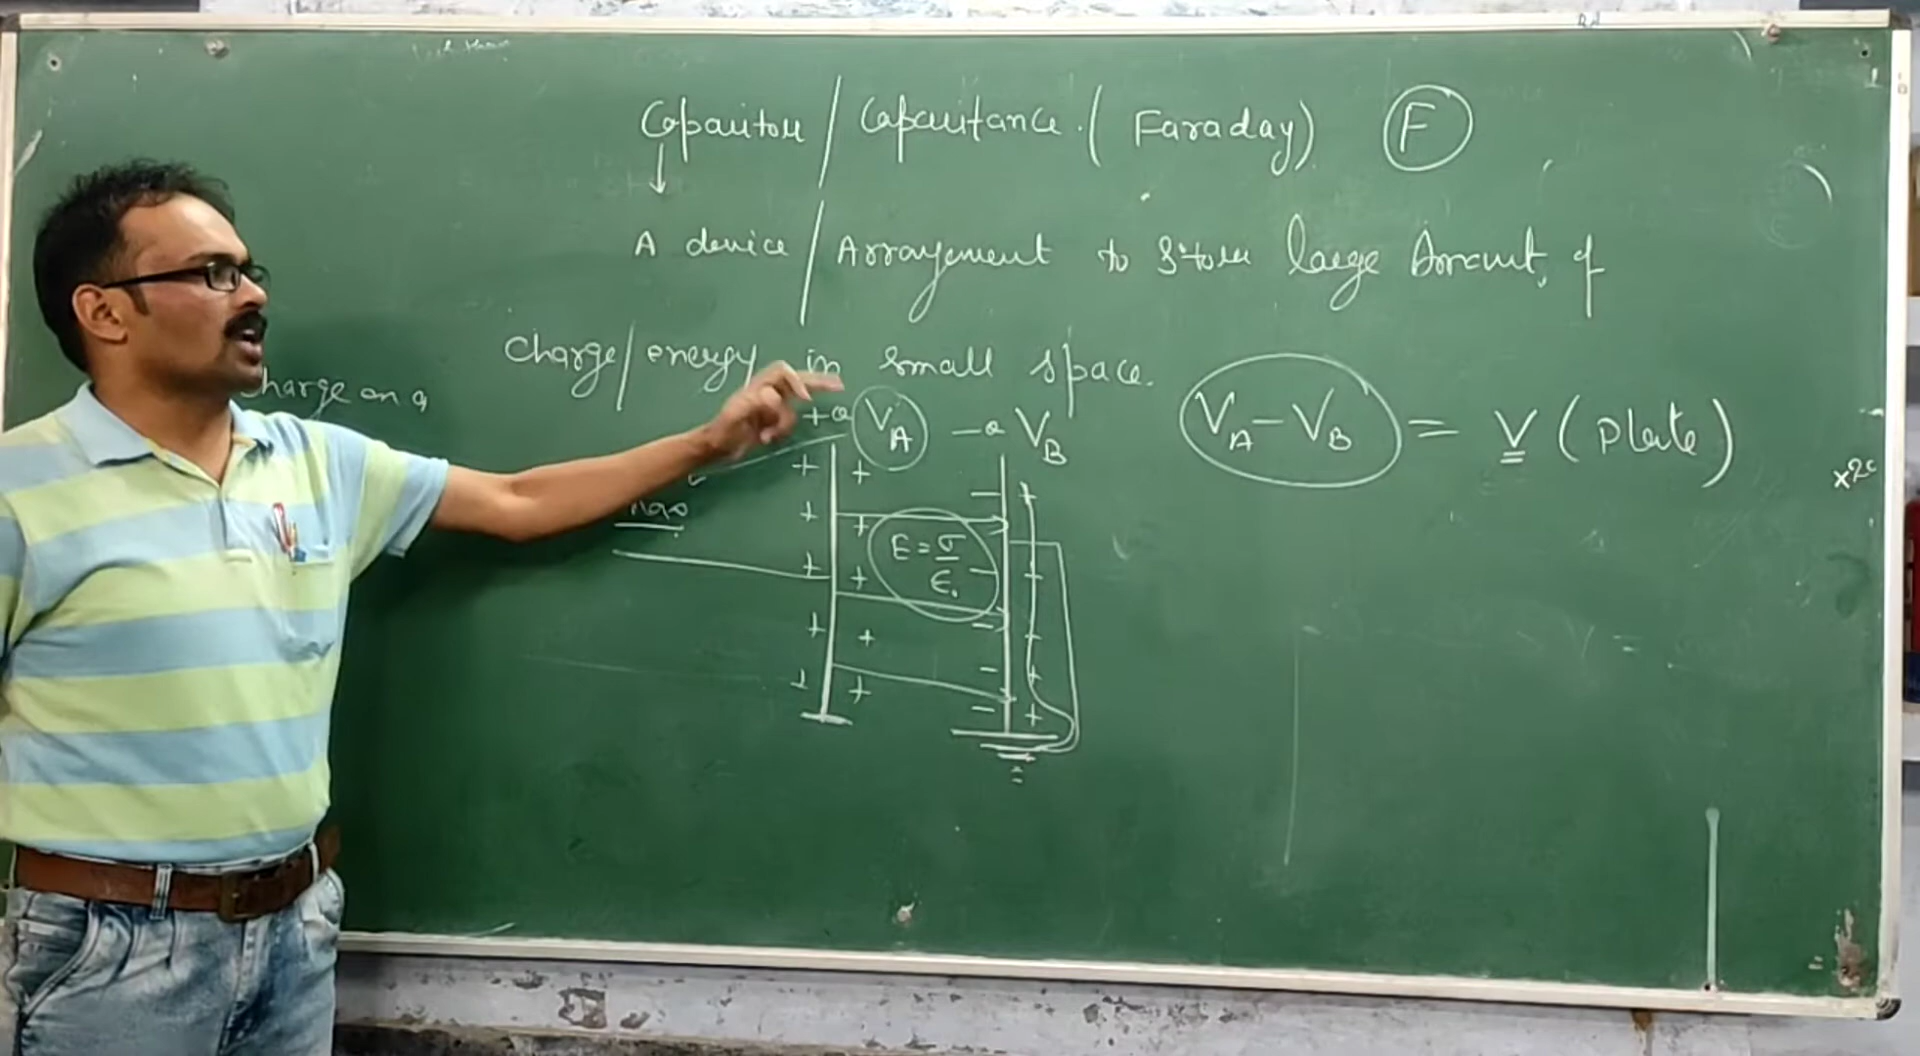 Capacitor / Capacitance. (Faraday) F
A device / Arrangement to store large Amount of
charge/energy in small space.
charge on a
+Q V_A -Q V_B
V_A - V_B = V (Plate)
E = σ/ε₀